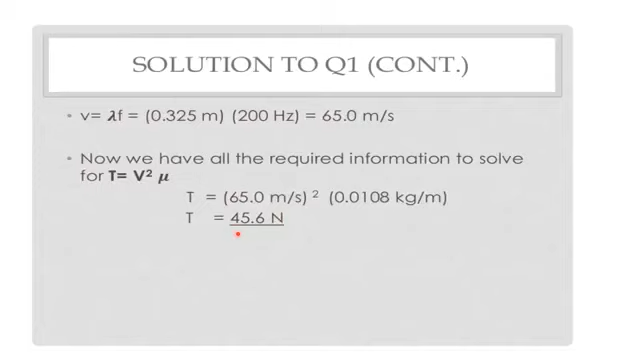 SOLUTION TO Q1 (CONT.)
• v= λf = (0.325 m) (200 Hz) = 65.0 m/s
• Now we have all the required information to solve
for T= V² μ
T = (65.0 m/s) ² (0.0108 kg/m)
T = 45.6 N